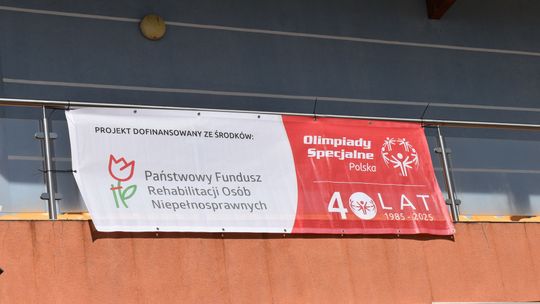 PROJEKT DOFINANSOWANY ZE ŚRODKÓW:
Państwowy Fundusz
Rehabilitacji Osób
Niepełnosprawnych
Olimpiady
Specjalne
Polska
40 LAT
1985 - 2025